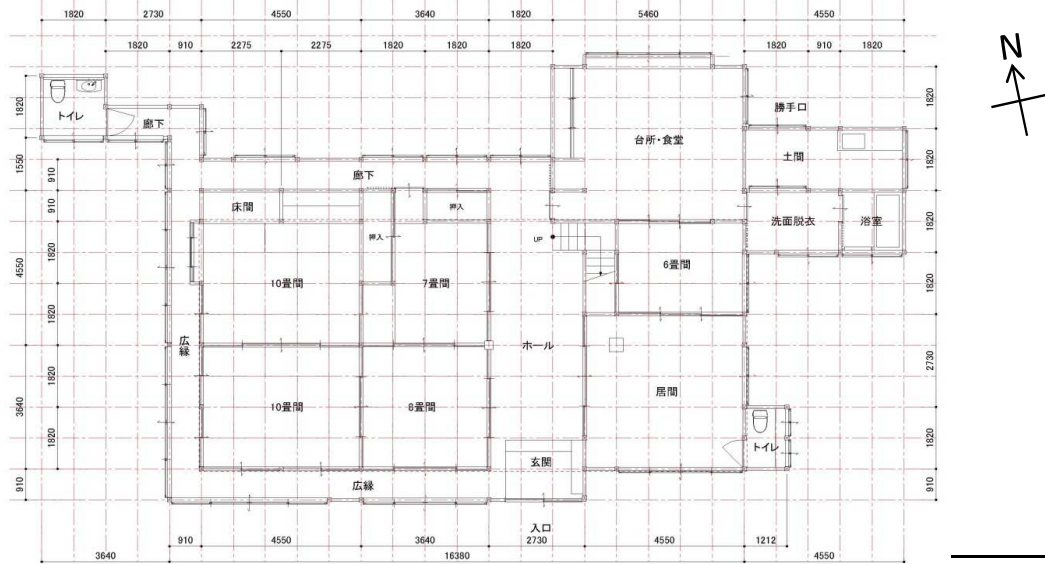 1820 2730 4550 3640 1820 5460 4550
1820 910 2275 2275 1820 1820 1820 1820 910 1820
N
トイレ
廊下
勝手口
台所・食堂
土間
廊下
床間
押入
洗面脱衣
浴室
押入
UP
6畳間
10畳間
7畳間
広縁
ホール
居間
10畳間
8畳間
トイレ
玄関
広縁
入口
1820
1550
4550
3640
910
910
910
1820
1820
1820
1820
1820
1820
1820
1820
2730
1820
910
910 4550 3640 2730 4550 1212
3640 16380 4550